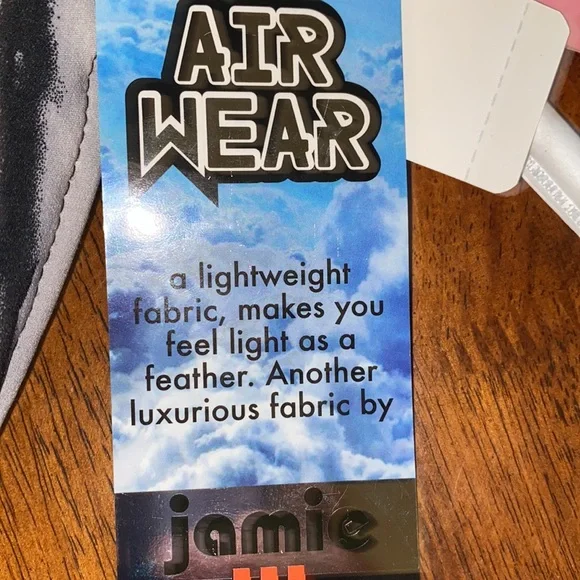 AIR
WEAR
a lightweight
fabric, makes you
feel light as a
feather. Another
luxurious fabric by
jamie